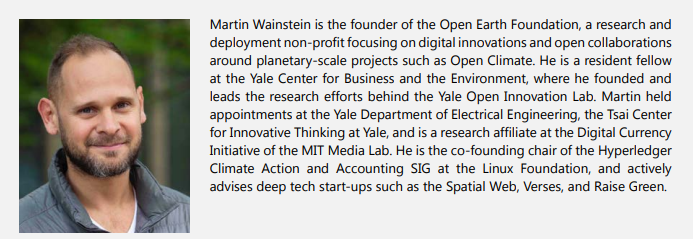 Martin Wainstein is the founder of the Open Earth Foundation, a research and
deployment non-profit focusing on digital innovations and open collaborations
around planetary-scale projects such as Open Climate. He is a resident fellow
at the Yale Center for Business and the Environment, where he founded and
leads the research efforts behind the Yale Open Innovation Lab. Martin held
appointments at the Yale Department of Electrical Engineering, the Tsai Center
for Innovative Thinking at Yale, and is a research affiliate at the Digital Currency
Initiative of the MIT Media Lab. He is the co-founding chair of the Hyperledger
Climate Action and Accounting SIG at the Linux Foundation, and actively
advises deep tech start-ups such as the Spatial Web, Verses, and Raise Green.